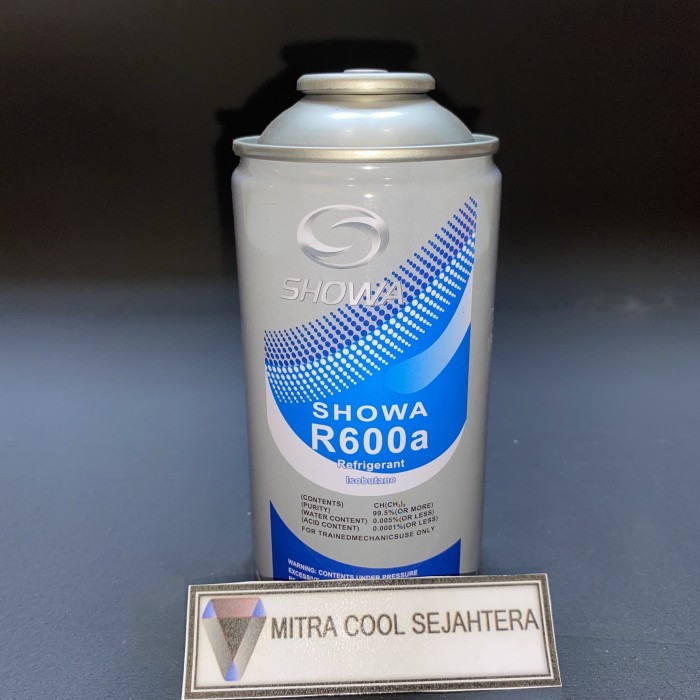 SHOWA
SHOWA
R600a
Refrigerant
Isobutane
(CONTENTS) CH(CH₃)₃
(PURITY) 99.5%(OR MORE)
(WATER CONTENT) 0.005%(OR LESS)
(ACID CONTENT) 0.0001%(OR LESS)
FOR TRAINEDMECHANICSUSE ONLY
WARNING: CONTENTS UNDER PRESSURE
MITRA COOL SEJAHTERA